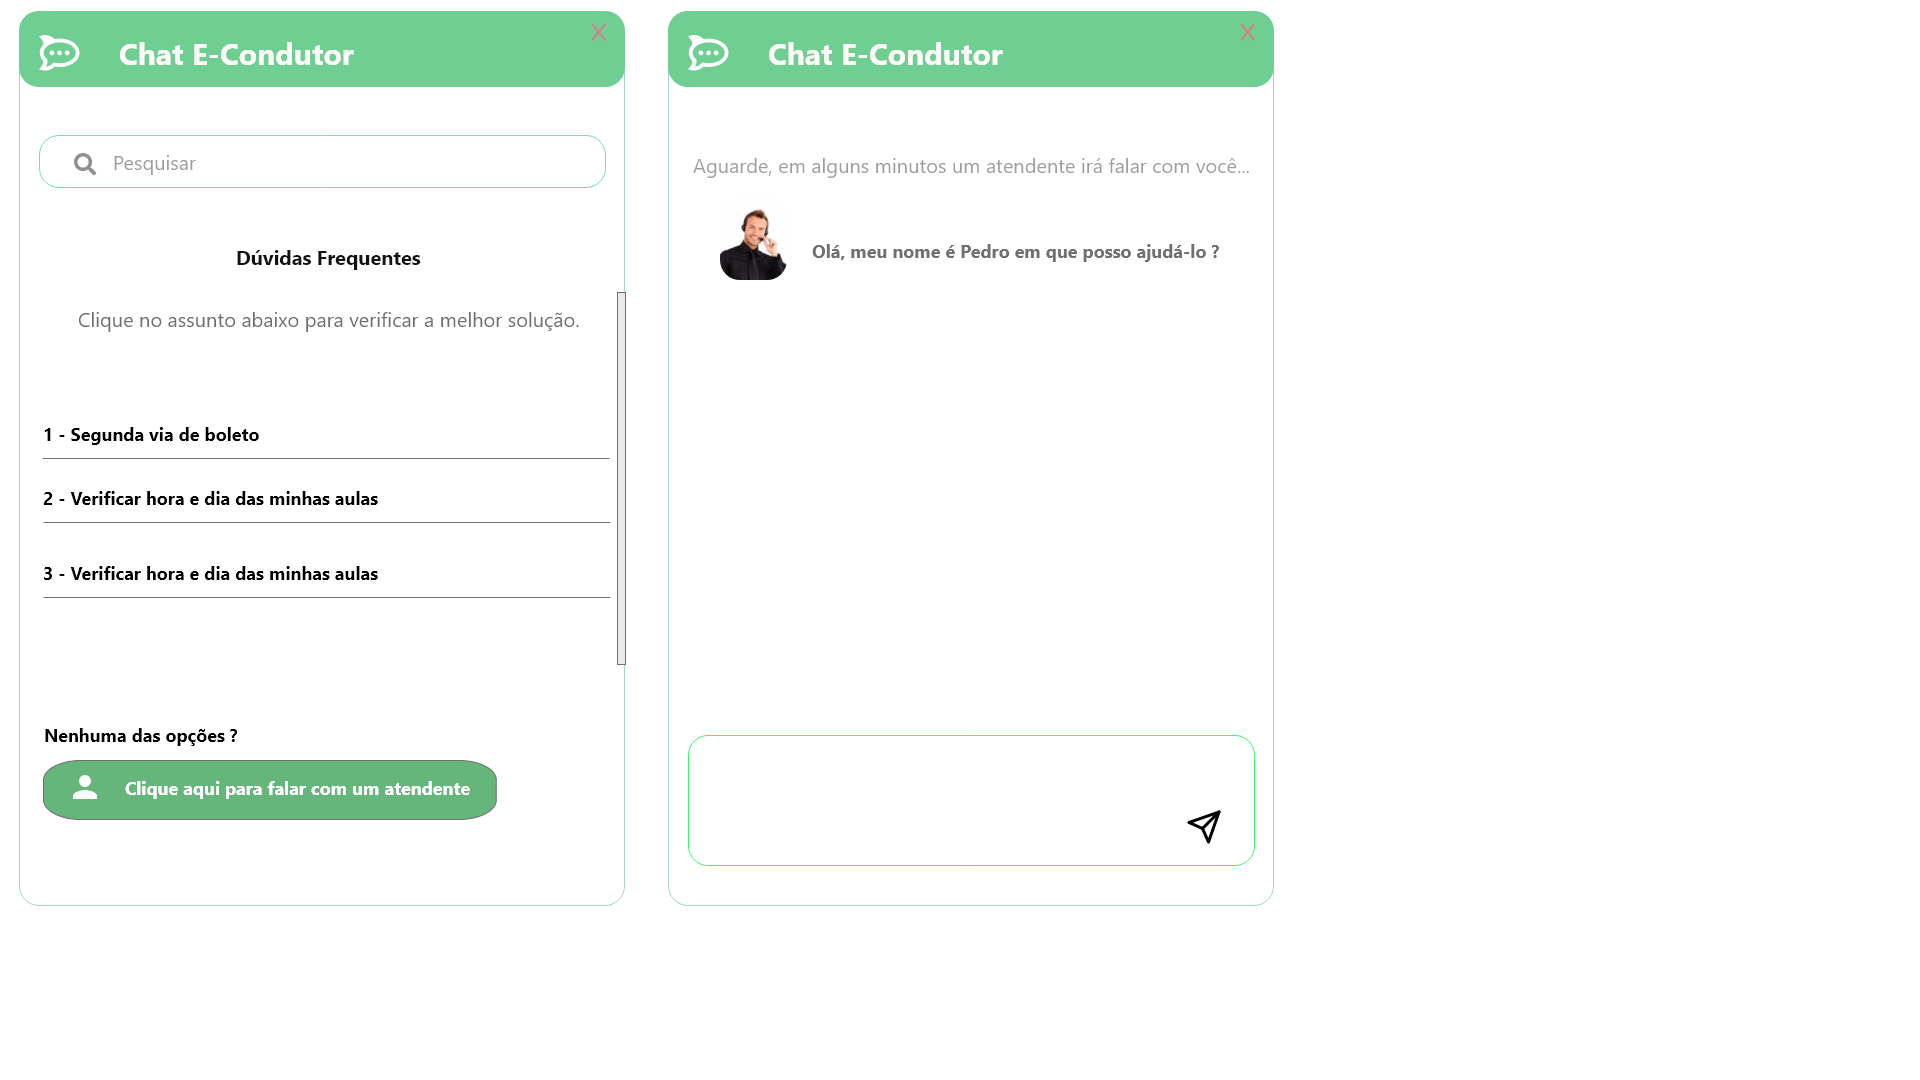 Chat E-Condutor
X
Pesquisar
Dúvidas Frequentes
Clique no assunto abaixo para verificar a melhor solução.
1 - Segunda via de boleto
2 - Verificar hora e dia das minhas aulas
3 - Verificar hora e dia das minhas aulas
Nenhuma das opções ?
Clique aqui para falar com um atendente
Chat E-Condutor
X
Aguarde, em alguns minutos um atendente irá falar com você...
Olá, meu nome é Pedro em que posso ajudá-lo ?